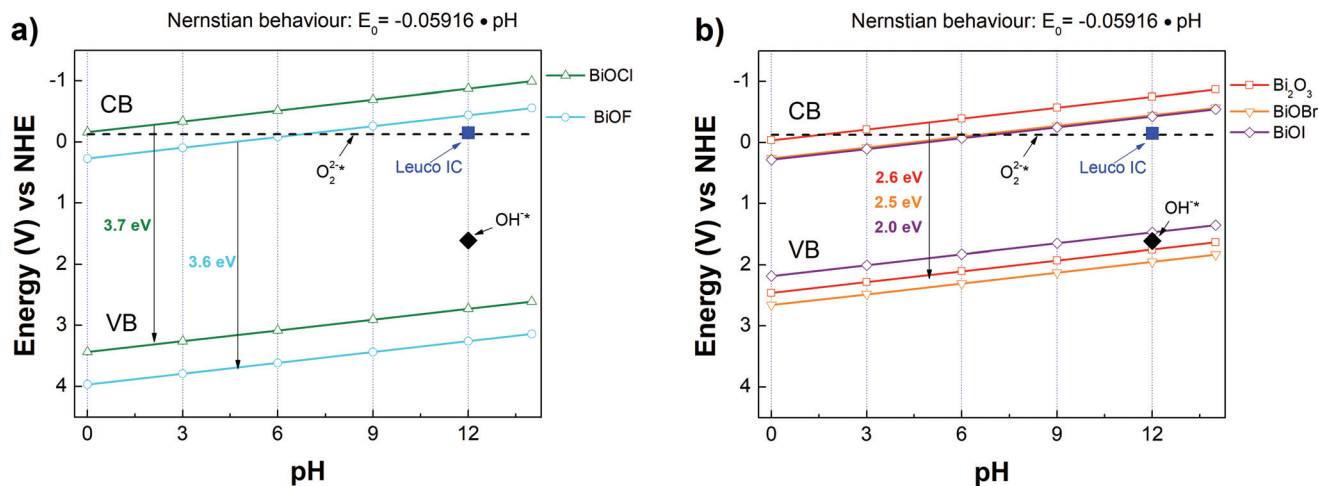 a)
Nernstian behaviour: E₀= -0.05916 • pH
-1
0
1
2
3
4
Energy (V) vs NHE
CB
VB
3.7 eV
3.6 eV
O₂²⁻*
Leuco IC
OH⁻*
BiOCl
BiOF
0 3 6 9 12
pH
b)
Nernstian behaviour: E₀= -0.05916 • pH
-1
0
1
2
3
4
Energy (V) vs NHE
CB
VB
2.6 eV
2.5 eV
2.0 eV
O₂²⁻*
Leuco IC
OH⁻*
Bi₂O₃
BiOBr
BiOI
0 3 6 9 12
pH